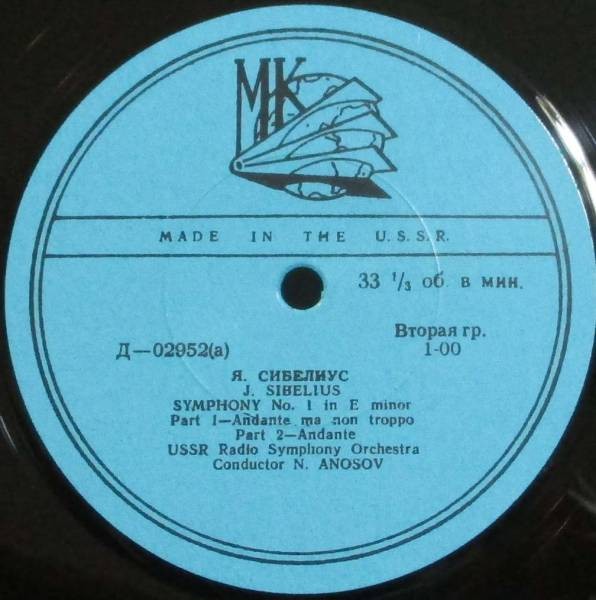 МК
MADE IN THE U.S.S.R.
33 1/3 об. в мин.
Вторая гр.
Д—02952(а) 1-00
Я. СИБЕЛИУС
J. SIBELIUS
SYMPHONY No. 1 in E minor
Part 1—Andante ma non troppo
Part 2—Andante
USSR Radio Symphony Orchestra
Conductor N. ANOSOV